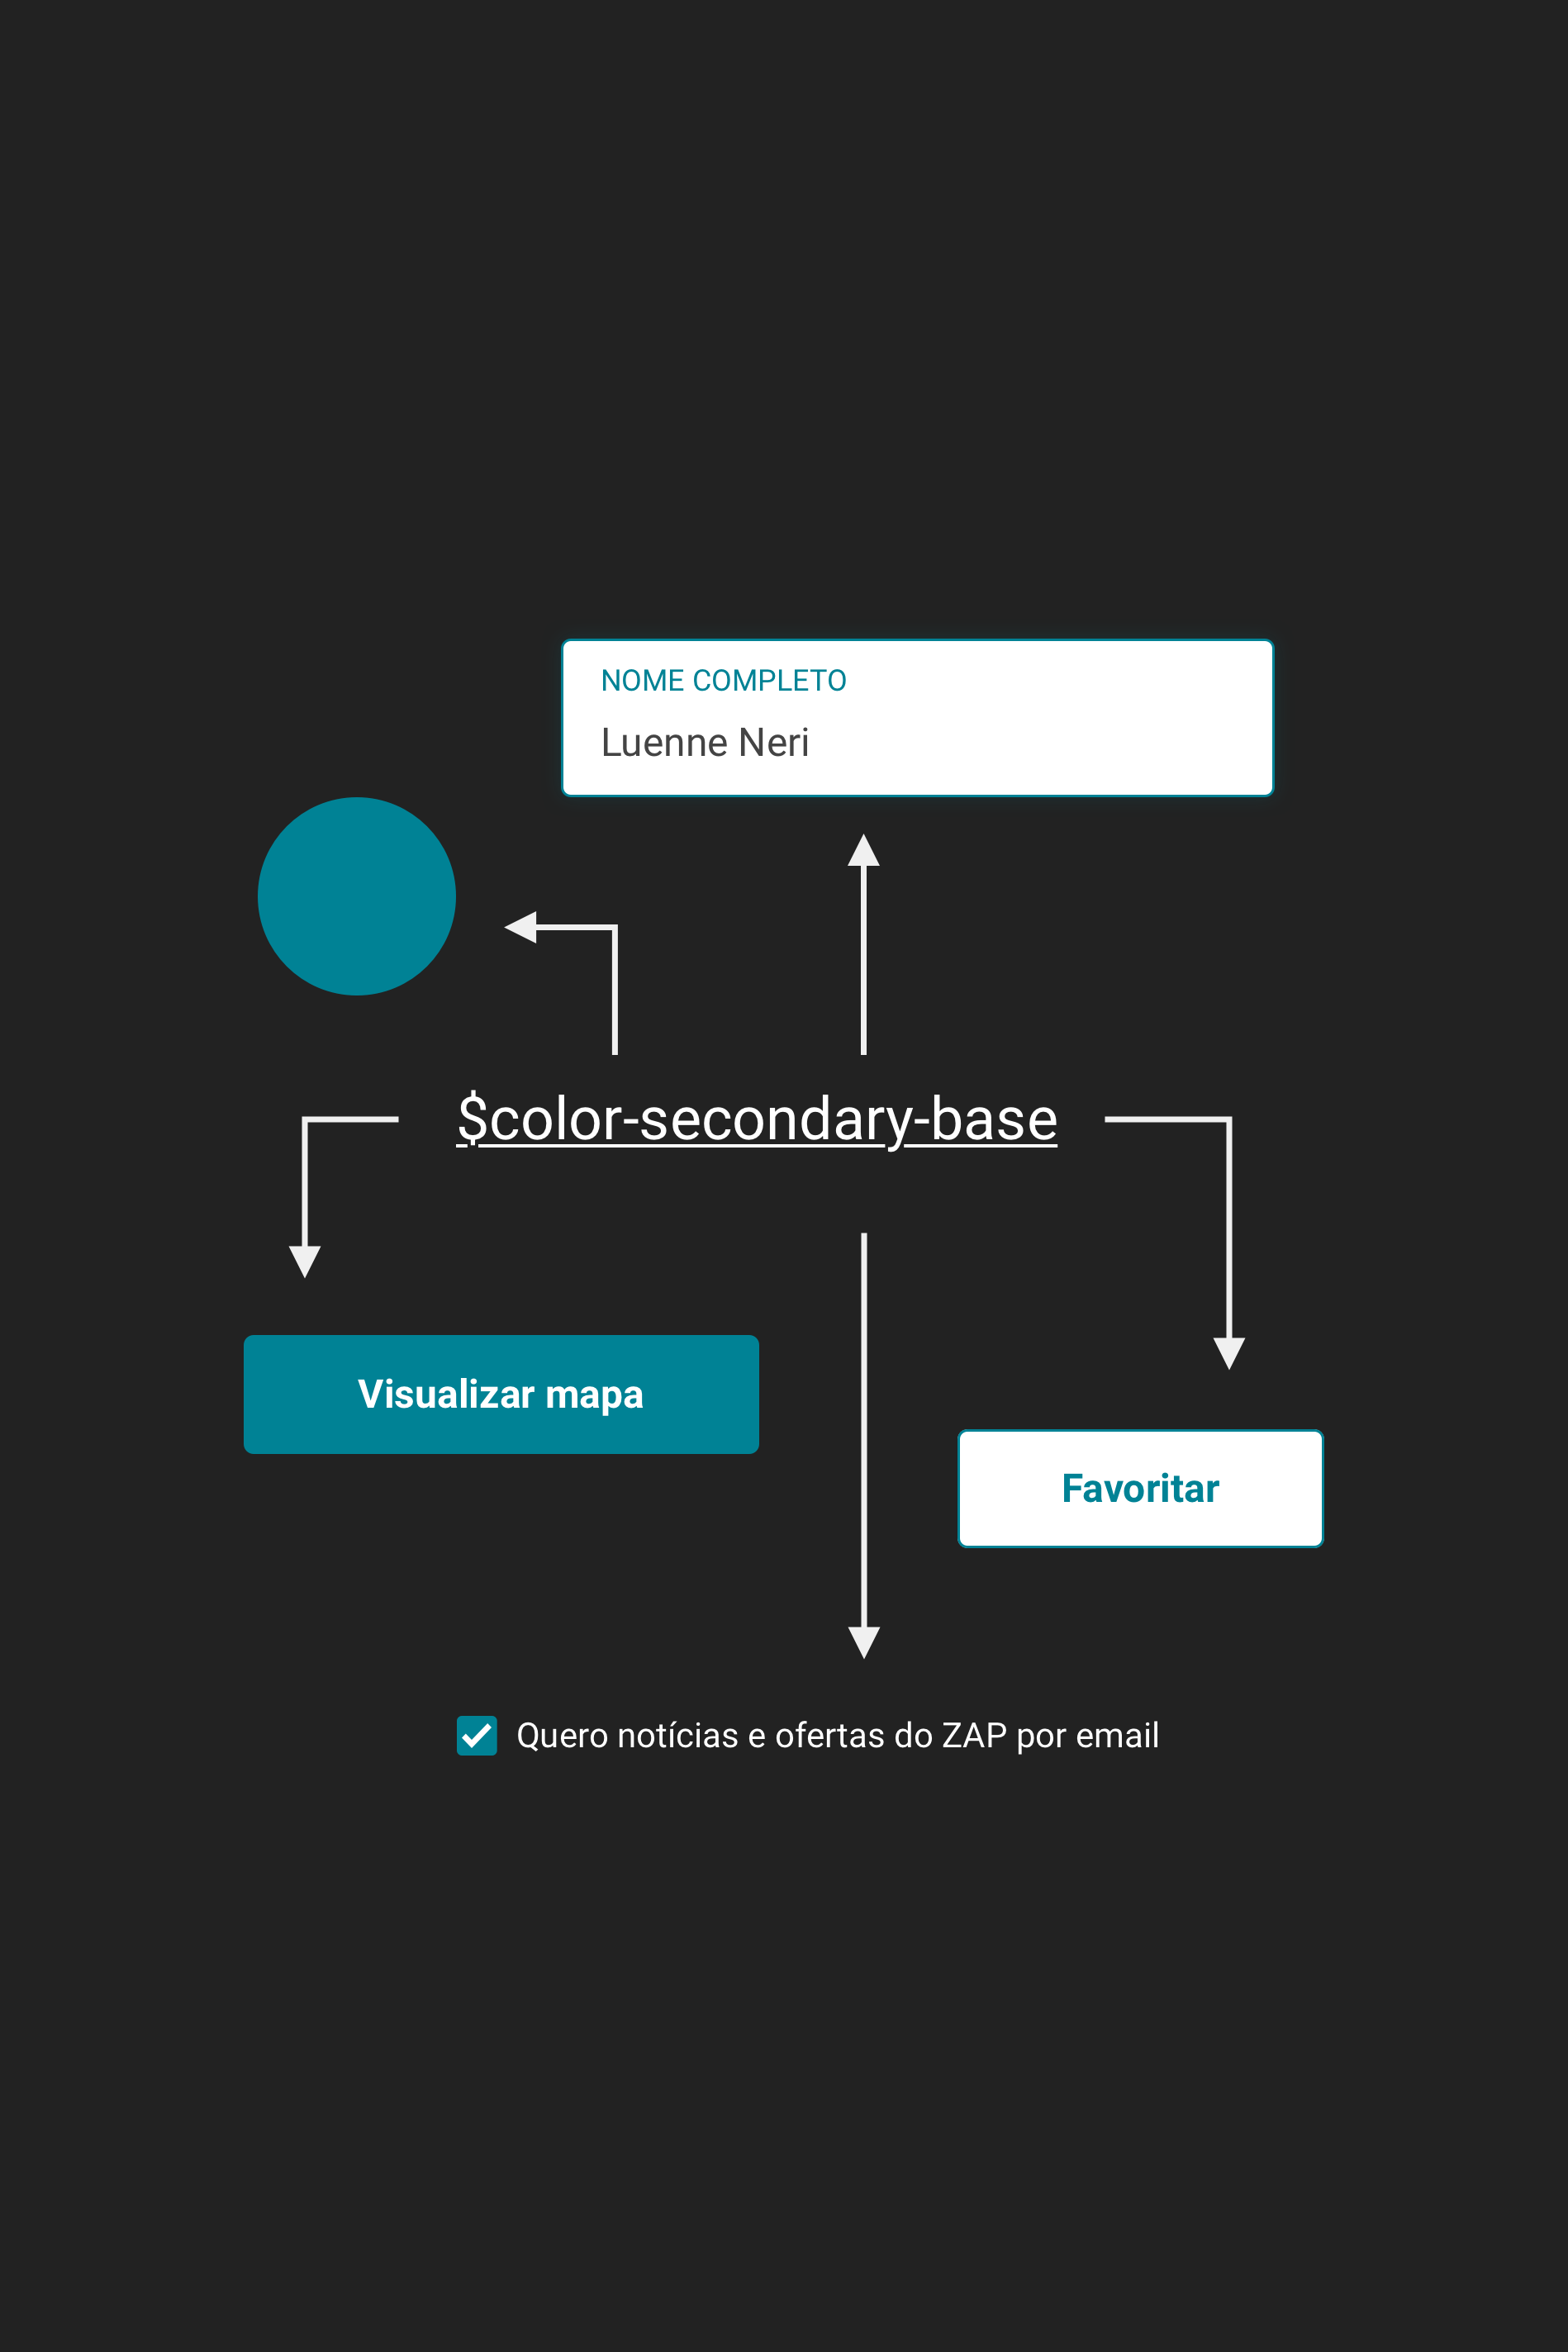 NOME COMPLETO
Luenne Neri
$color-secondary-base
Visualizar mapa
Favoritar
Quero notícias e ofertas do ZAP por email